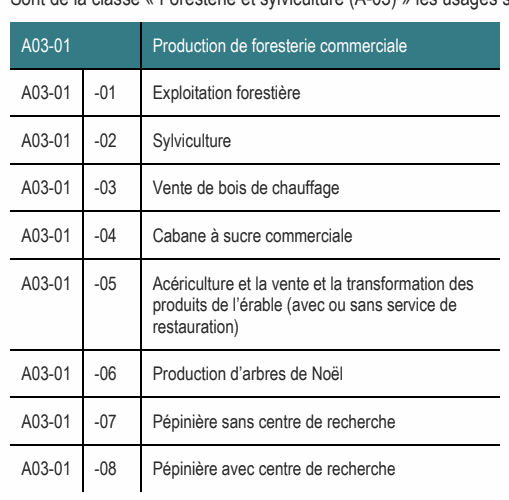 Sont de la classe « Foresterie et sylviculture (A-03) » les usages s
A03-01 Production de foresterie commerciale
A03-01 -01 Exploitation forestière
A03-01 -02 Sylviculture
A03-01 -03 Vente de bois de chauffage
A03-01 -04 Cabane à sucre commerciale
A03-01 -05 Acériculture et la vente et la transformation des
produits de l’érable (avec ou sans service de
restauration)
A03-01 -06 Production d’arbres de Noël
A03-01 -07 Pépinière sans centre de recherche
A03-01 -08 Pépinière avec centre de recherche